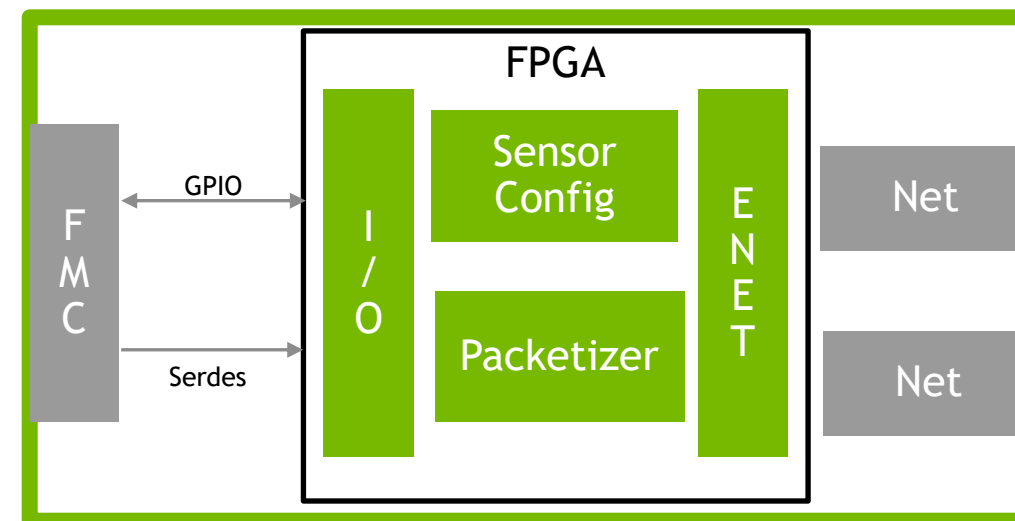 FPGA
F
M
C
GPIO
Serdes
I
/
O
Sensor
Config
Packetizer
E
N
E
T
Net
Net